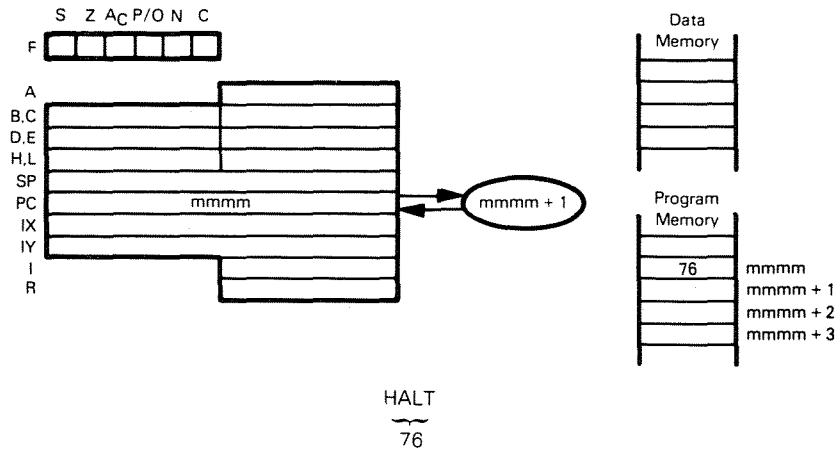 S Z AC P/O N C
F
A
B,C
D,E
H,L
SP
PC mmmm mmmm + 1
IX
IY
I
R
Data
Memory
Program
Memory
76 mmmm
mmmm + 1
mmmm + 2
mmmm + 3
HALT
76